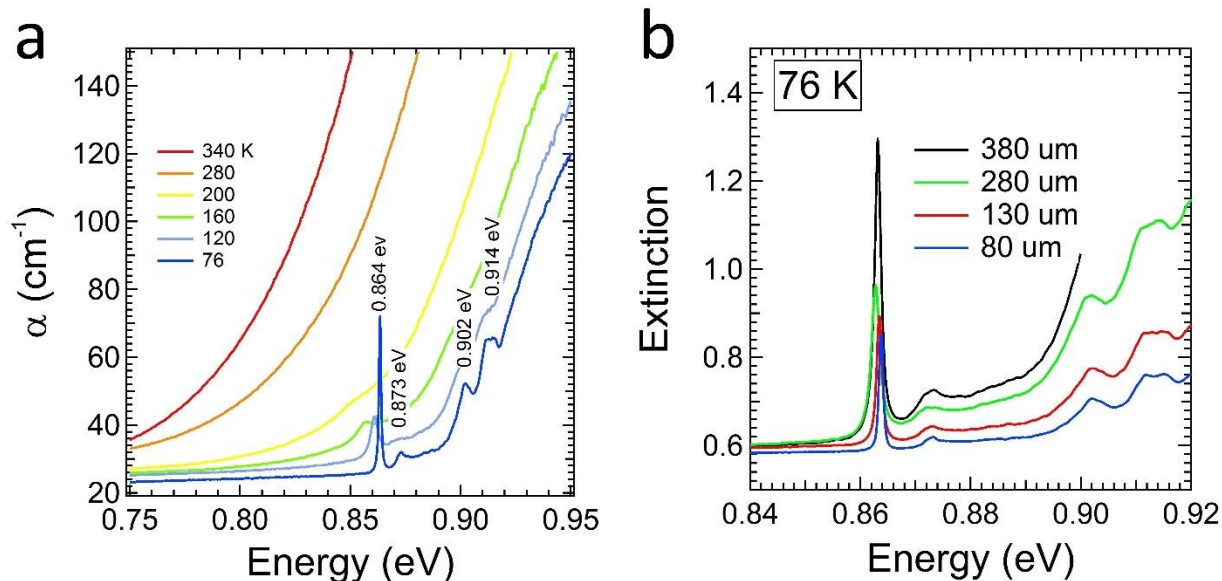 a
α (cm⁻¹)
140
120
100
80
60
40
20
340 K
280
200
160
120
76
0.864 ev
0.873 eV
0.902 eV
0.914 eV
0.75
0.80
0.85
0.90
0.95
Energy (eV)
b
76 K
Extinction
1.4
1.2
1.0
0.8
0.6
380 um
280 um
130 um
80 um
0.84
0.86
0.88
0.90
0.92
Energy (eV)